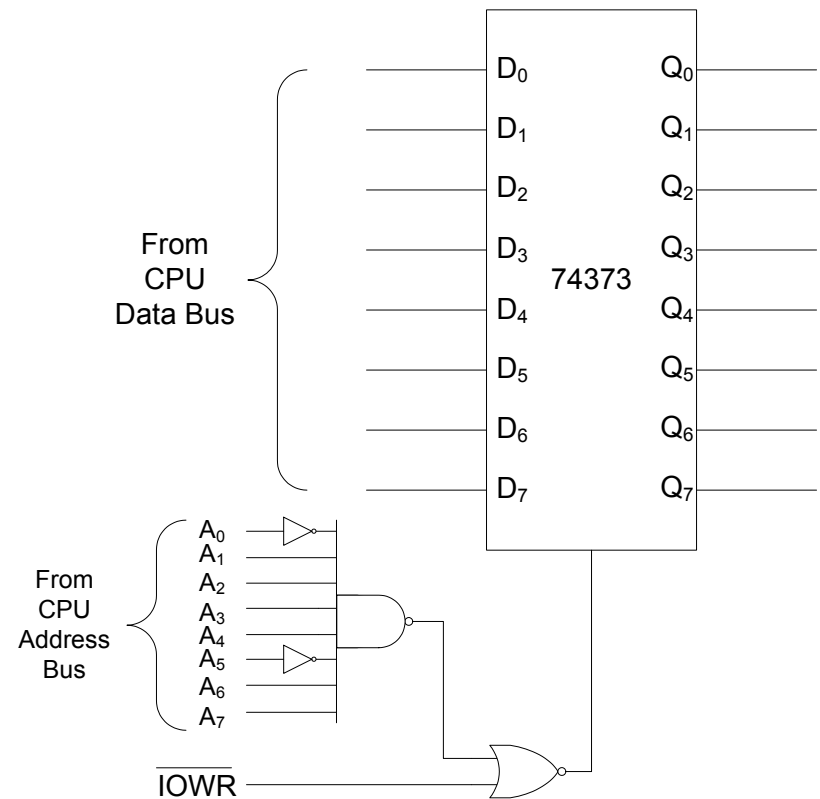 D₀ Q₀
D₁ Q₁
D₂ Q₂
D₃ Q₃
D₄ Q₄
D₅ Q₅
D₆ Q₆
D₇ Q₇
74373
From
CPU
Data Bus
From
CPU
Address
Bus
A₀
A₁
A₂
A₃
A₄
A₅
A₆
A₇
I̅O̅W̅R̅